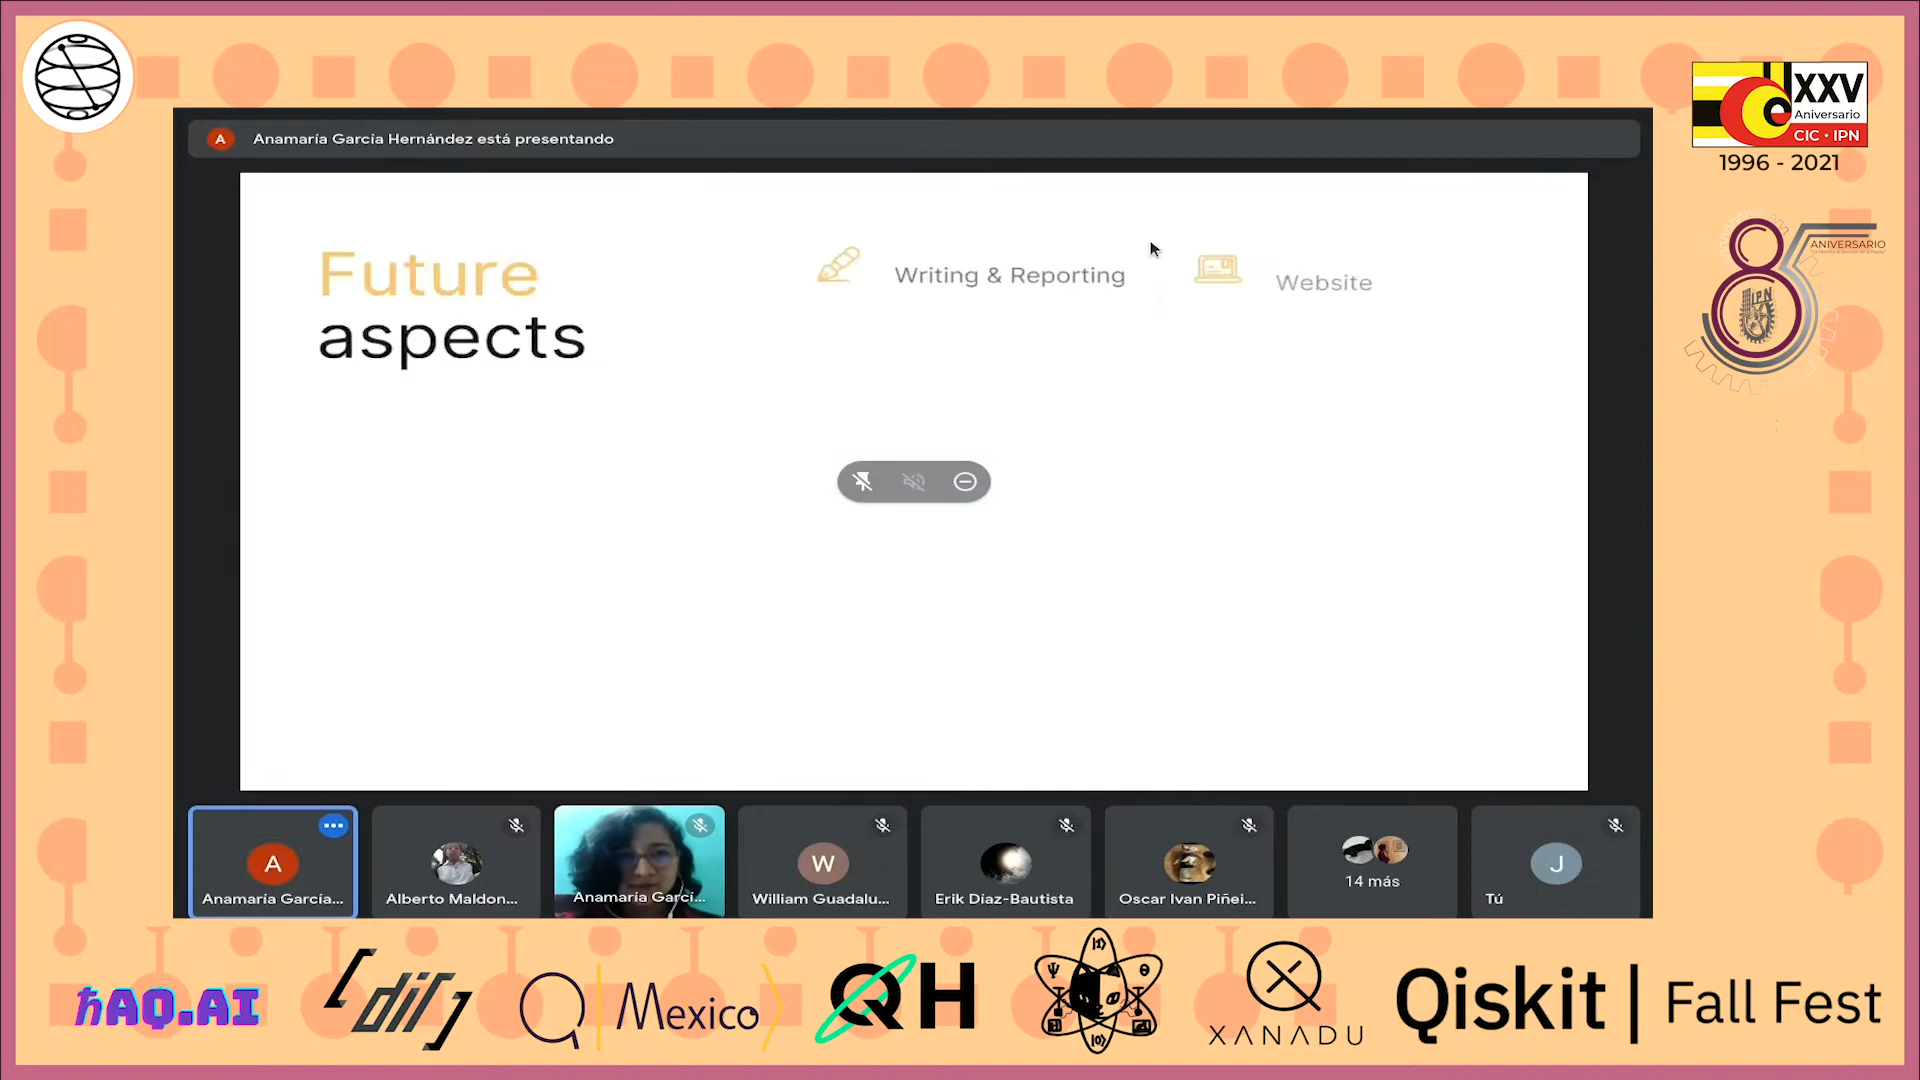 XXV
Aniversario
CIC • IPN
1996 - 2021
A
Anamaría García Hernández está presentando
ANIVERSARIO
IPN
Future
aspects
Writing & Reporting
Website
A
Anamaría García...
Alberto Maldon...
Anamaría Garcí...
W
William Guadalu...
Erik Díaz-Bautista
Oscar Ivan Piñei...
14 más
J
Tú
ħAQ.AI
Q Mexico
QH
|1⟩
Ψ
Θ
|0⟩
XANADU
Qiskit | Fall Fest